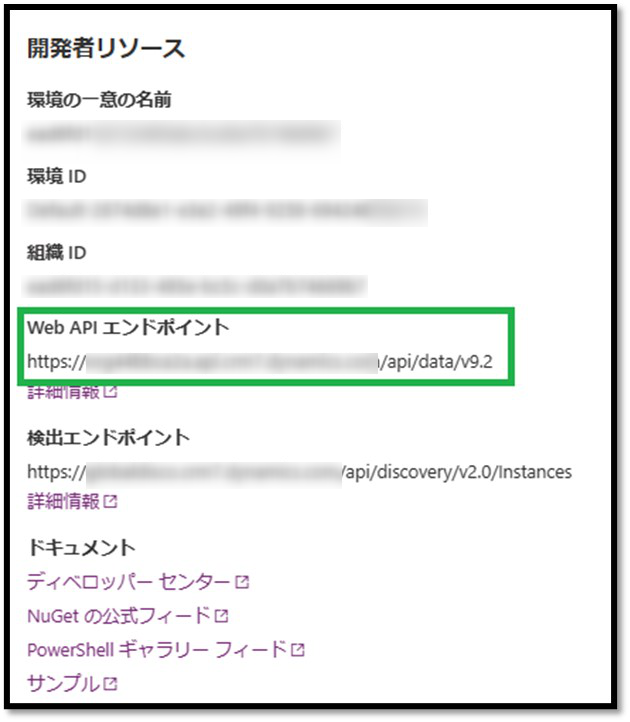 開発者リソース
環境の一意の名前
環境 ID
組織 ID
Web API エンドポイント
https:// /api/data/v9.2
詳細情報
検出エンドポイント
https:// /api/discovery/v2.0/Instances
詳細情報
ドキュメント
ディベロッパー センター
NuGet の公式フィード
PowerShell ギャラリー フィード
サンプル